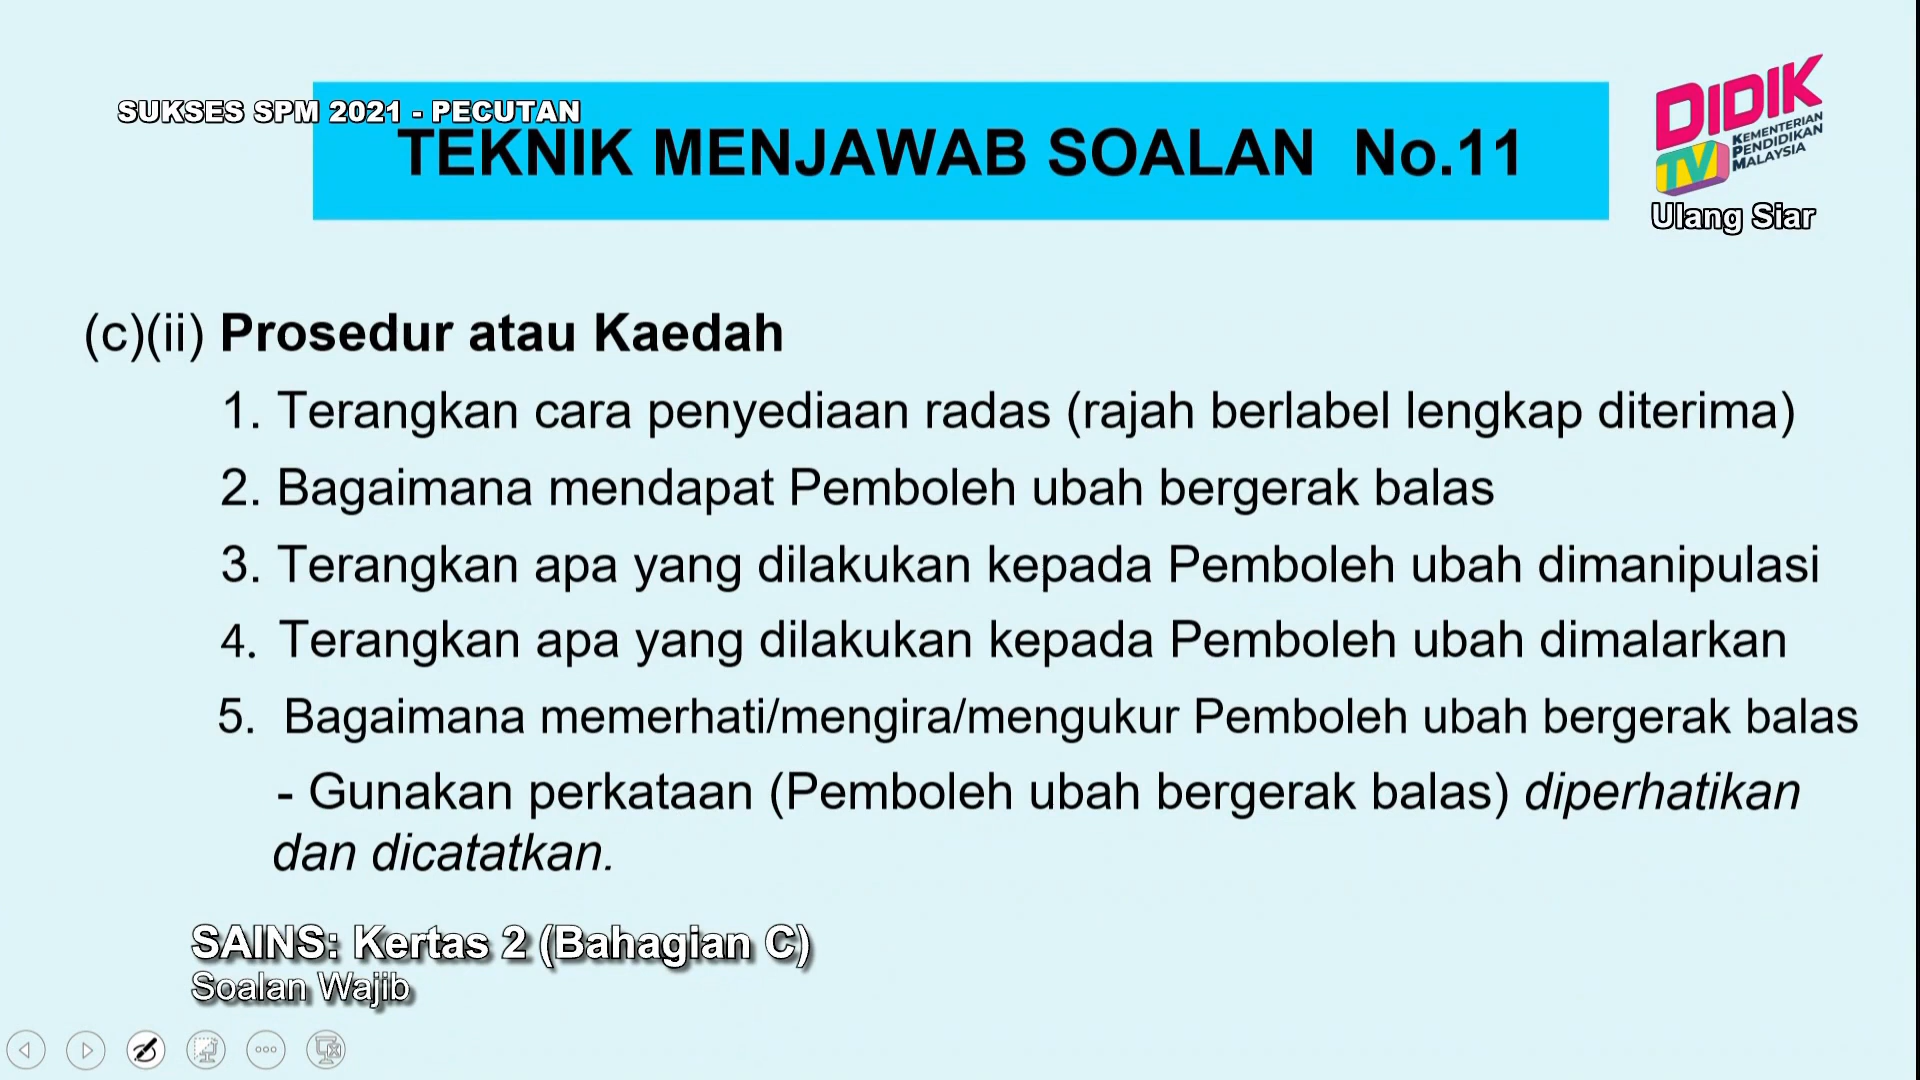 SUKSES SPM 2021 - PECUTAN
TEKNIK MENJAWAB SOALAN No.11
DIDIK
TV
KEMENTERIAN
PENDIDIKAN
MALAYSIA
Ulang Siar
(c)(ii) Prosedur atau Kaedah
1. Terangkan cara penyediaan radas (rajah berlabel lengkap diterima)
2. Bagaimana mendapat Pemboleh ubah bergerak balas
3. Terangkan apa yang dilakukan kepada Pemboleh ubah dimanipulasi
4. Terangkan apa yang dilakukan kepada Pemboleh ubah dimalarkan
5. Bagaimana memerhati/mengira/mengukur Pemboleh ubah bergerak balas
- Gunakan perkataan (Pemboleh ubah bergerak balas) diperhatikan
dan dicatatkan.
SAINS: Kertas 2 (Bahagian C)
Soalan Wajib